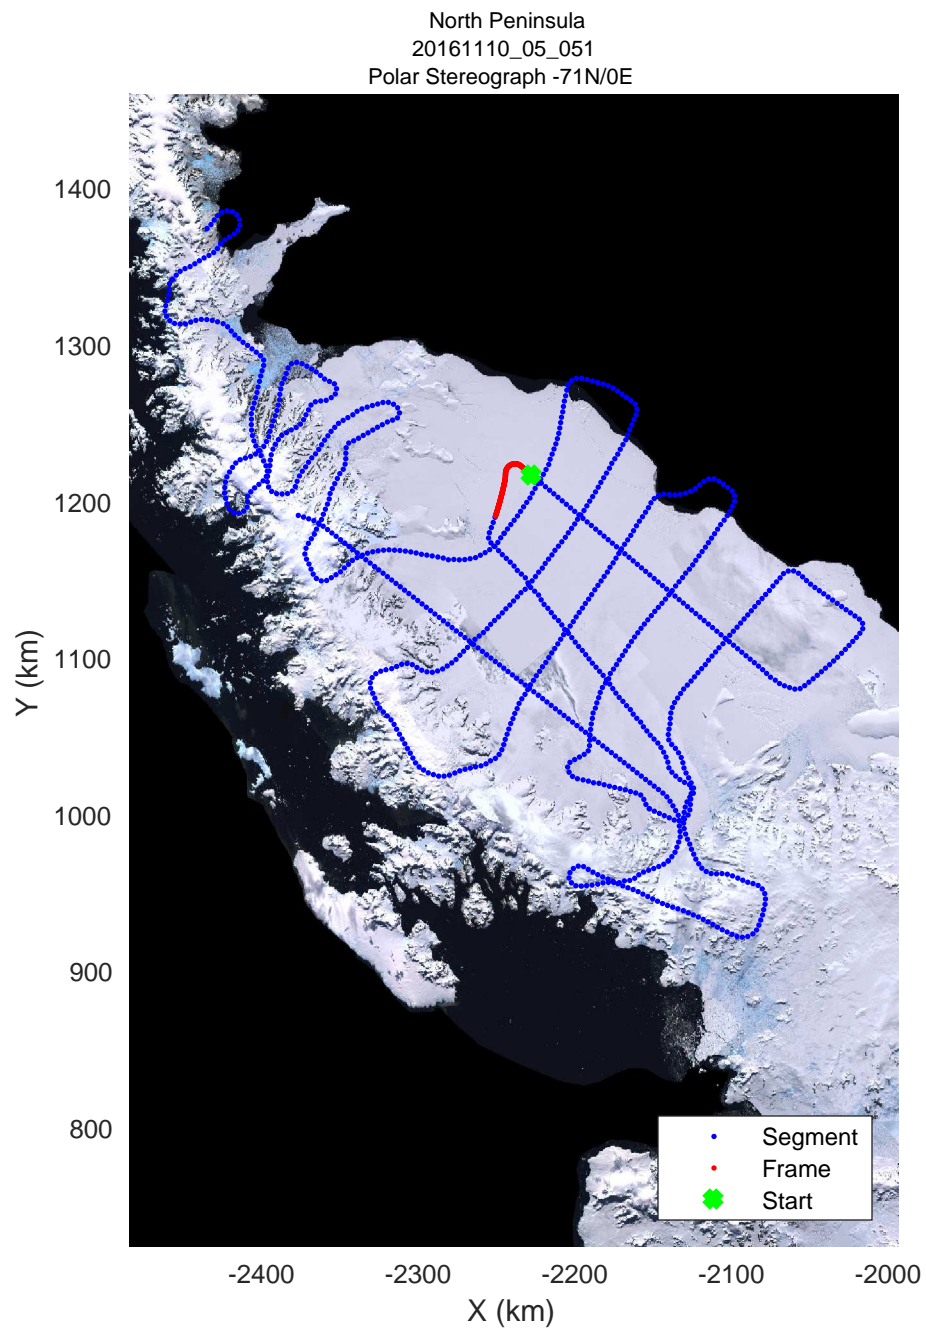 North Peninsula
20161110_05_051
Polar Stereograph -71N/0E
1400
1300
1200
1100
1000
900
800
Y (km)
Segment
Frame
Start
-2400 -2300 -2200 -2100 -2000
X (km)